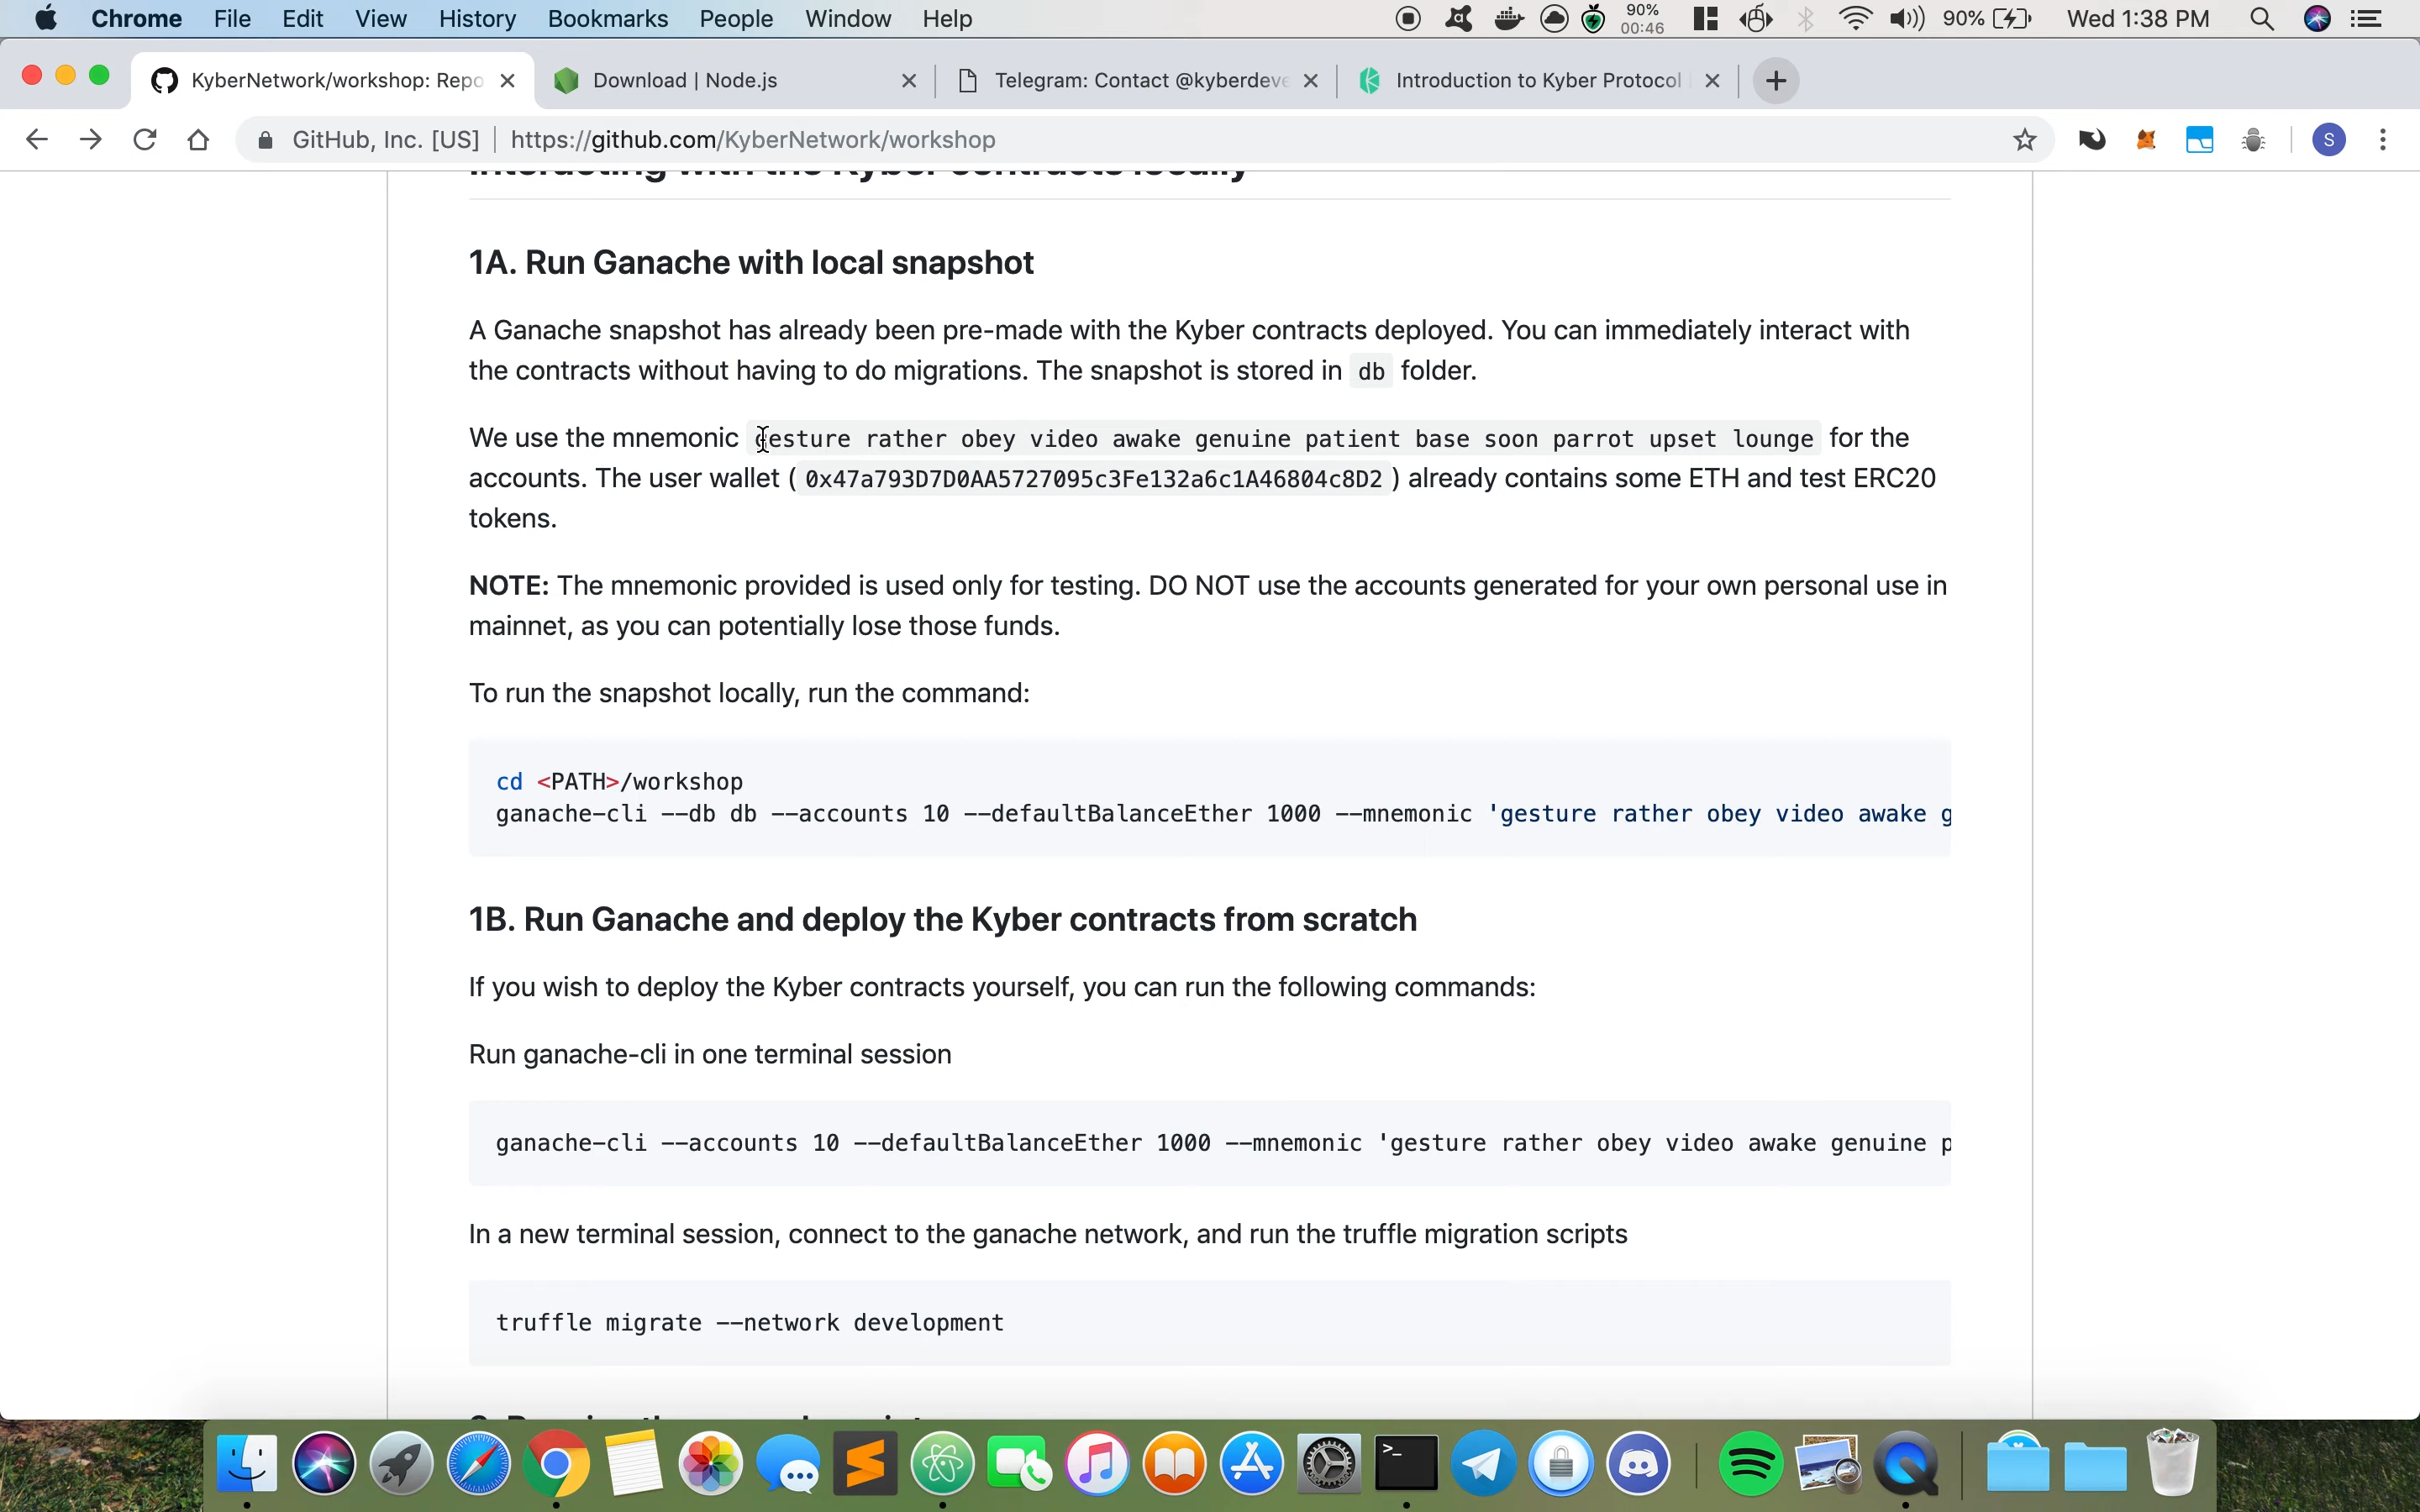 Chrome File Edit View History Bookmarks People Window Help 90% 00:46 90% Wed 1:38 PM
KyberNetwork/workshop: Repo Download | Node.js Telegram: Contact @kyberdeve Introduction to Kyber Protocol
GitHub, Inc. [US] https://github.com/KyberNetwork/workshop S
Interacting with the Kyber contracts locally
1A. Run Ganache with local snapshot
A Ganache snapshot has already been pre-made with the Kyber contracts deployed. You can immediately interact with
the contracts without having to do migrations. The snapshot is stored in db folder.
We use the mnemonic gesture rather obey video awake genuine patient base soon parrot upset lounge for the
accounts. The user wallet ( 0x47a793D7D0AA5727095c3Fe132a6c1A46804c8D2 ) already contains some ETH and test ERC20
tokens.
NOTE: The mnemonic provided is used only for testing. DO NOT use the accounts generated for your own personal use in
mainnet, as you can potentially lose those funds.
To run the snapshot locally, run the command:
cd <PATH>/workshop
ganache-cli --db db --accounts 10 --defaultBalanceEther 1000 --mnemonic 'gesture rather obey video awake g
1B. Run Ganache and deploy the Kyber contracts from scratch
If you wish to deploy the Kyber contracts yourself, you can run the following commands:
Run ganache-cli in one terminal session
ganache-cli --accounts 10 --defaultBalanceEther 1000 --mnemonic 'gesture rather obey video awake genuine p
In a new terminal session, connect to the ganache network, and run the truffle migration scripts
truffle migrate --network development